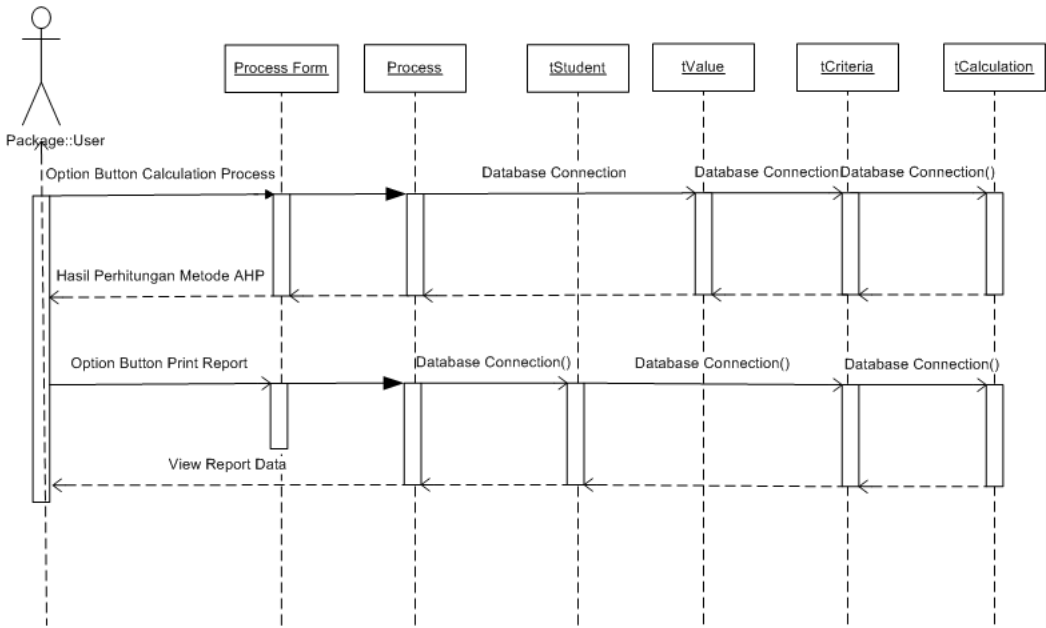 Process Form
Process
tStudent
tValue
tCriteria
tCalculation
Package::User
Option Button Calculation Process
Database Connection
Database Connection
Database Connection()
Hasil Perhitungan Metode AHP
Option Button Print Report
Database Connection()
Database Connection()
Database Connection()
View Report Data